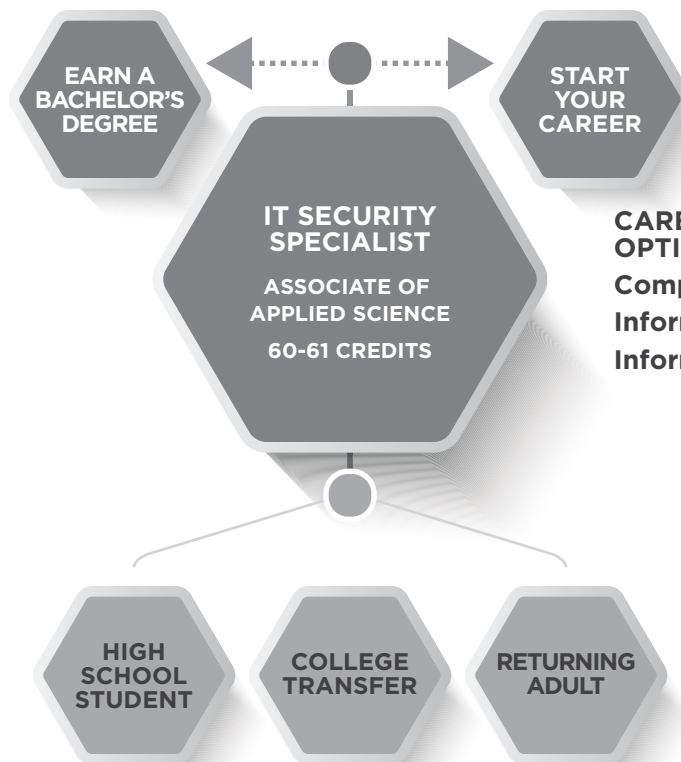 EARN A
BACHELOR'S
DEGREE
START
YOUR
CAREER
IT SECURITY
SPECIALIST
ASSOCIATE OF
APPLIED SCIENCE
60-61 CREDITS
HIGH
SCHOOL
STUDENT
COLLEGE
TRANSFER
RETURNING
ADULT